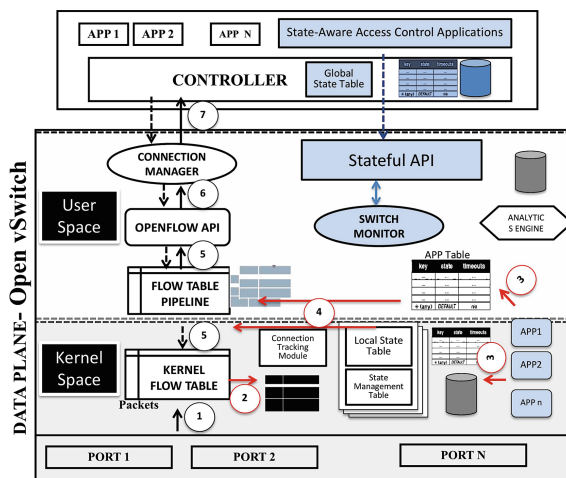 APP 1
APP 2
APP N
State-Aware Access Control Applications
CONTROLLER
Global
State Table
key state timeouts
... ... ...
... ... ...
... ... ...
* (any) DEFAULT n/a
7
CONNECTION
MANAGER
Stateful API
User
Space
6
OPENFLOW API
SWITCH
MONITOR
ANALYTIC
S ENGINE
5
APP Table
FLOW TABLE
PIPELINE
key state timeouts
... ... ...
... ... ...
... ... ...
* (any) DEFAULT n/a
3
4
DATA PLANE- Open vSwitch
5
Kernel
Space
KERNEL
FLOW TABLE
Connection
Tracking
Module
Local State
Table
State
Management
Table
key state timeouts
... ... ...
... ... ...
... ... ...
* (any) DEFAULT n/a
3
APP1
APP2
APP n
2
Packets
1
PORT 1
PORT 2
PORT N